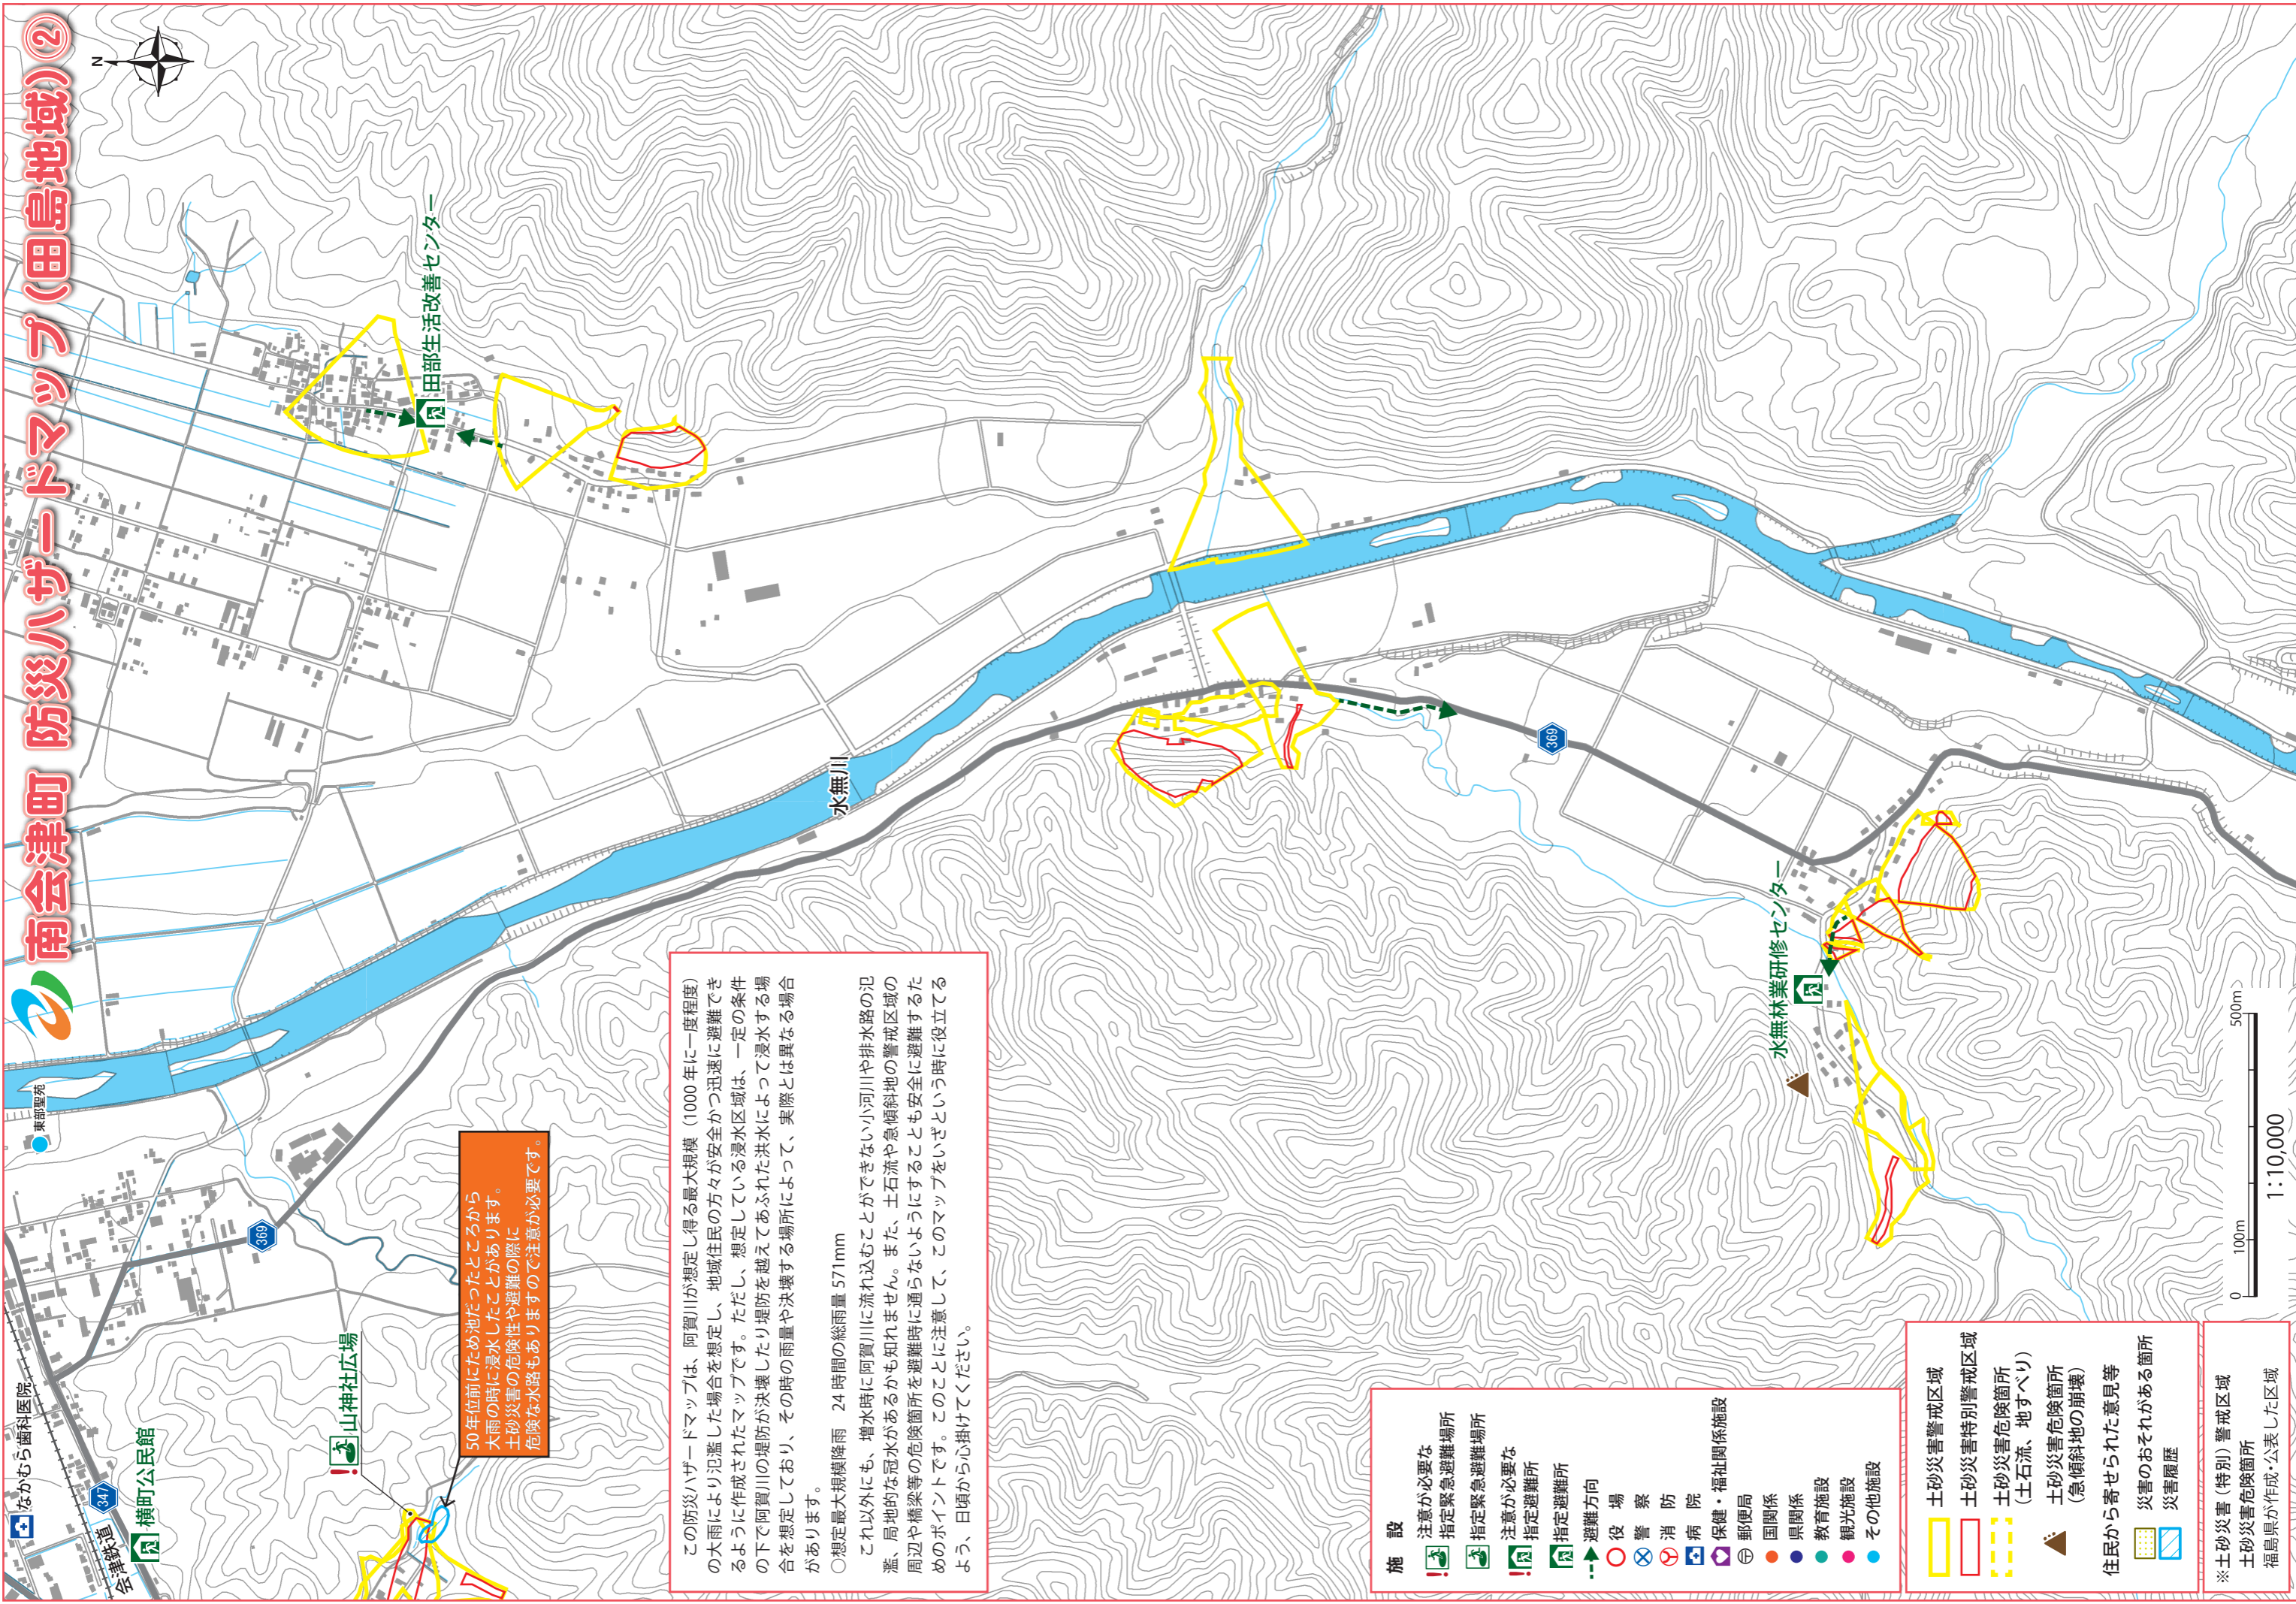 南会津町 防災ハザードマップ(田島地域)②
N
東部聖苑
なかむら歯科医院
347
会津鉄道
横町公民館
369
山神社広場
50年位前にため池だったところから
大雨の時に浸水したことがあります。
土砂災害の危険性や避難の際に
危険な水路もありますので注意が必要です。
田部生活改善センター
水無川
369
水無林業研修センター
この防災ハザードマップは、阿賀川が想定し得る最大規模（1000年に一度程度）
の大雨により氾濫した場合を想定し、地域住民の方々が安全かつ迅速に避難でき
るように作成されたマップです。ただし、想定している浸水区域は、一定の条件
の下で阿賀川の堤防が決壊したり堤防を越えてあふれた洪水によって浸水する場
合を想定しており、その時の雨量や決壊する場所によって、実際とは異なる場合
があります。
○想定最大規模降雨　24時間の総雨量 571mm
これ以外にも、増水時に阿賀川に流れ込むことができない小河川や排水路の氾
濫、局地的な冠水があるかも知れません。また、土石流や急傾斜地の警戒区域の
周辺や橋梁等の危険箇所を避難時に通らないようにすることも安全に避難するた
めのポイントです。このことに注意して、このマップをいざという時に役立てる
よう、日頃から心掛けてください。
施　設
注意が必要な
指定緊急避難場所
指定緊急避難場所
注意が必要な
指定避難所
指定避難所
避難方向
役　場
警　察
消　防
病　院
保健・福祉関係施設
郵便局
国関係
県関係
教育施設
観光施設
その他施設
土砂災害警戒区域
土砂災害特別警戒区域
土砂災害危険箇所
(土石流、地すべり)
土砂災害危険箇所
(急傾斜地の崩壊)
住民から寄せられた意見等
災害のおそれがある箇所
災害履歴
※土砂災害(特別)警戒区域
土砂災害危険箇所
福島県が作成・公表した区域
0 100m 500m
1:10,000